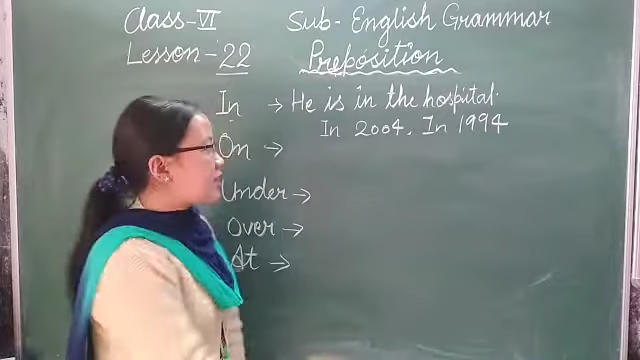 Class-VI Sub- English Grammar
Lesson-22 Preposition
In → He is in the hospital.
In 2004, In 1994
On →
Under →
Over →
At →